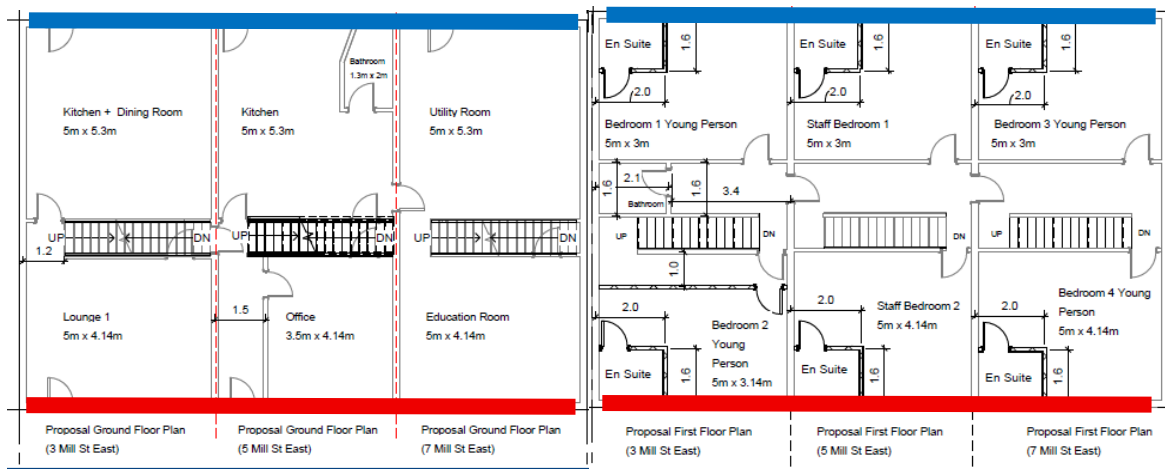 Bathroom
1.3m x 2m
Kitchen + Dining Room
5m x 5.3m
Kitchen
5m x 5.3m
Utility Room
5m x 5.3m
UP
DN
UP
DN
1.2
Lounge 1
5m x 4.14m
1.5
Office
3.5m x 4.14m
Education Room
5m x 4.14m
Proposal Ground Floor Plan
(3 Mill St East)
Proposal Ground Floor Plan
(5 Mill St East)
Proposal Ground Floor Plan
(7 Mill St East)
En Suite
1.6
2.0
En Suite
1.6
2.0
En Suite
1.6
2.0
Bedroom 1 Young Person
5m x 3m
Staff Bedroom 1
5m x 3m
Bedroom 3 Young Person
5m x 3m
1.6
2.1
1.6
3.4
Bathroom
UP
DN
DN
UP
DN
1.0
2.0
Bedroom 2
Young
Person
5m x 3.14m
En Suite
1.6
2.0
Staff Bedroom 2
5m x 4.14m
En Suite
1.6
2.0
Bedroom 4 Young
Person
5m x 4.14m
En Suite
1.6
Proposal First Floor Plan
(3 Mill St East)
Proposal First Floor Plan
(5 Mill St East)
Proposal First Floor Plan
(7 Mill St East)